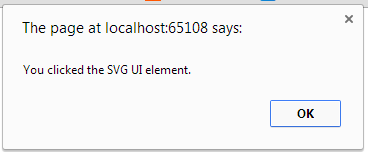 The page at localhost:65108 says:
You clicked the SVG UI element.
OK